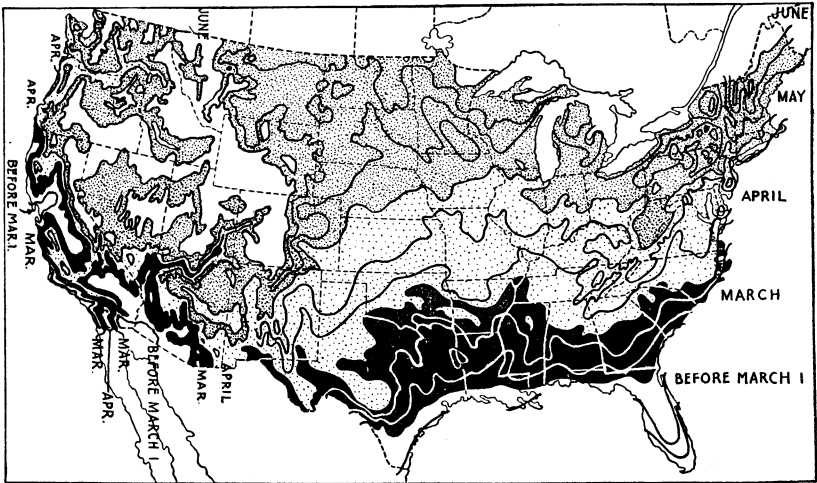 JUNE
JUNE
APR.
APR.
MAY
BEFORE MAR.1.
MAR.
APRIL
MARCH
BEFORE MARCH 1
MAR.
MAR.
APR.
BEFORE MARCH 1
MAR.
APRIL